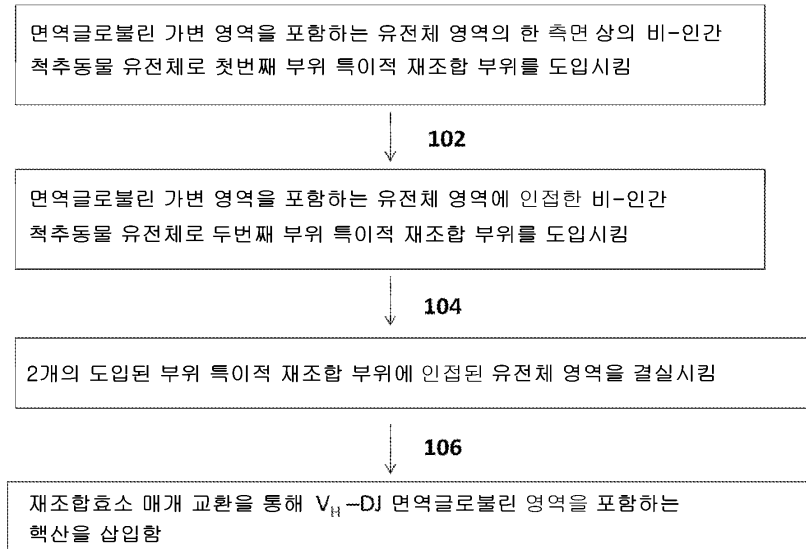 면역글로불린 가변 영역을 포함하는 유전체 영역의 한 측면 상의 비-인간
척추동물 유전체로 첫번째 부위 특이적 재조합 부위를 도입시킴
102
면역글로불린 가변 영역을 포함하는 유전체 영역에 인접한 비-인간
척추동물 유전체로 두번째 부위 특이적 재조합 부위를 도입시킴
104
2개의 도입된 부위 특이적 재조합 부위에 인접된 유전체 영역을 결실시킴
106
재조합효소 매개 교환을 통해 V_H-DJ 면역글로불린 영역을 포함하는
핵산을 삽입함